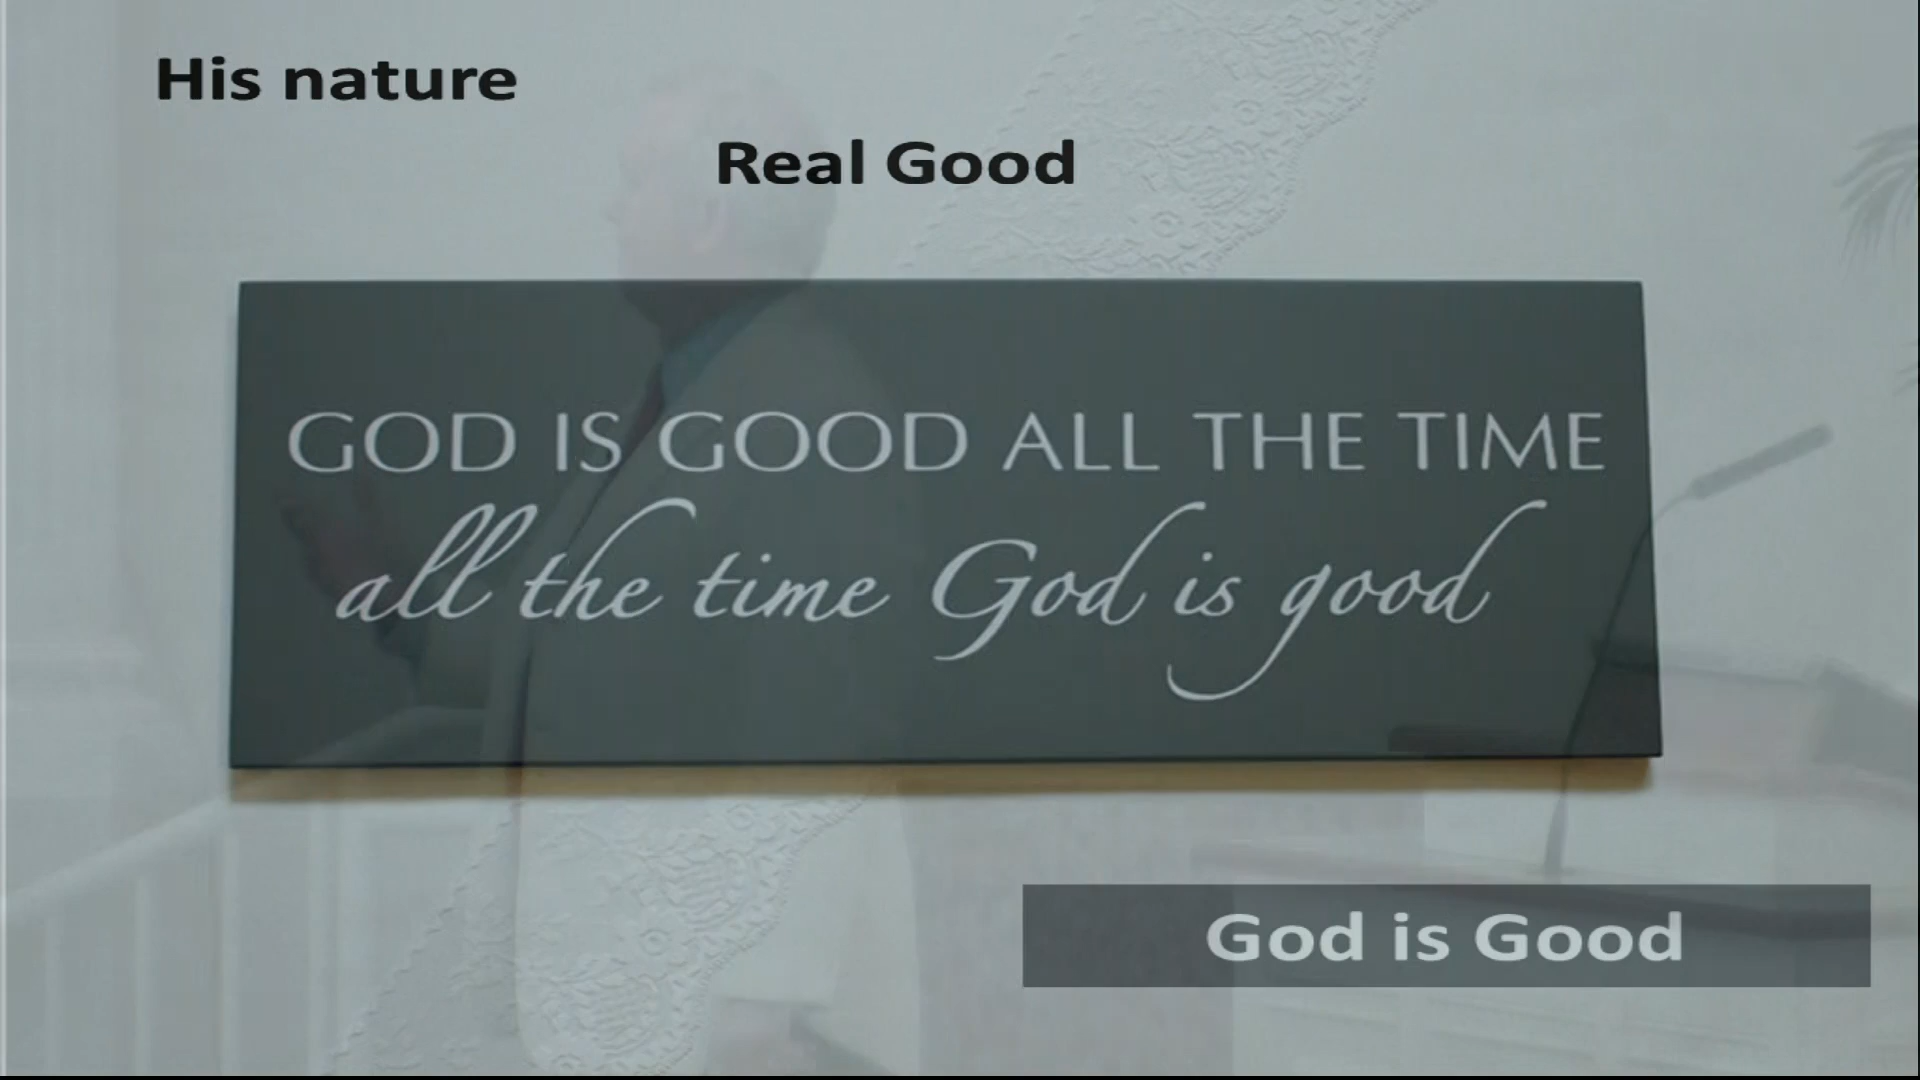 His nature
Real Good
GOD IS GOOD ALL THE TIME
all the time God is good
God is Good